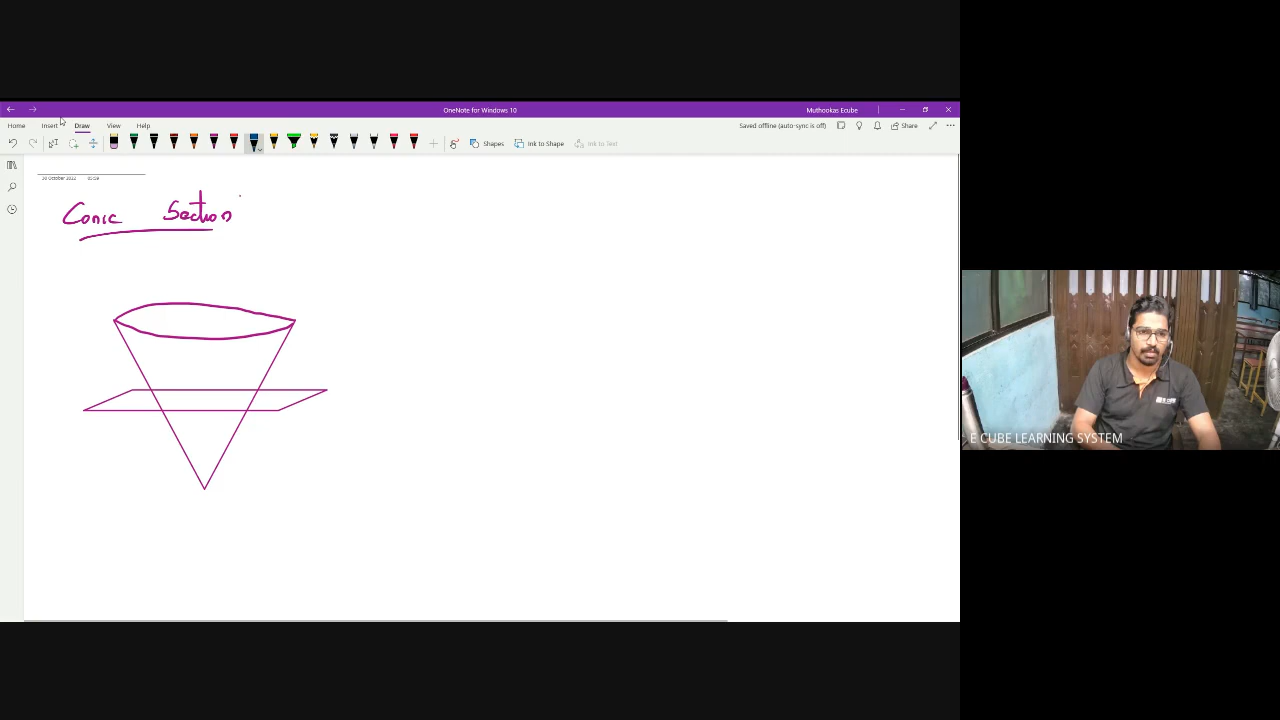 OneNote for Windows 10
Muthookas Ecube
Home Insert Draw View Help
Saved offline (auto-sync is off) Share
Shapes Ink to Shape Ink to Text
Conic Section
E CUBE LEARNING SYSTEM